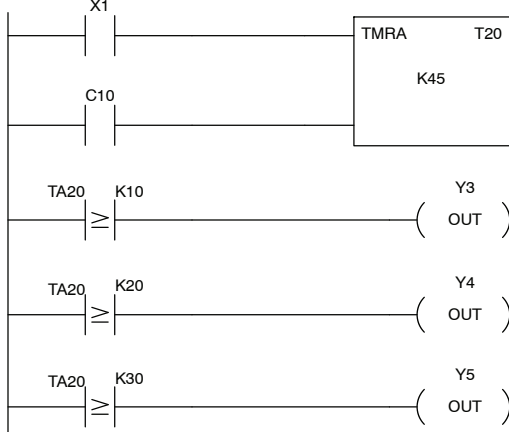 X1
TMRA T20
K45
C10
TA20 K10 Y3
≥ OUT
TA20 K20 Y4
≥ OUT
TA20 K30 Y5
≥ OUT